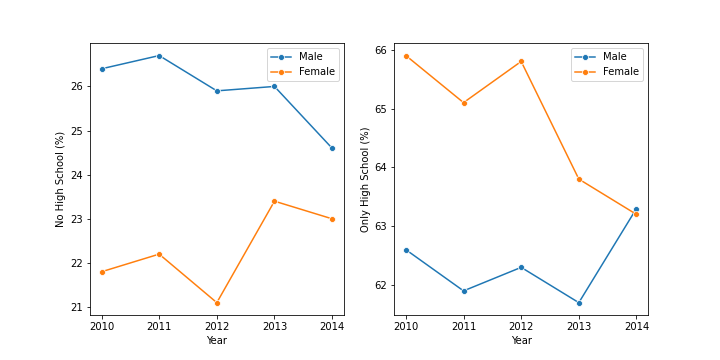 No High School (%)
26
25
24
23
22
21
2010 2011 2012 2013 2014
Year
Male
Female
Only High School (%)
66
65
64
63
62
2010 2011 2012 2013 2014
Year
Male
Female